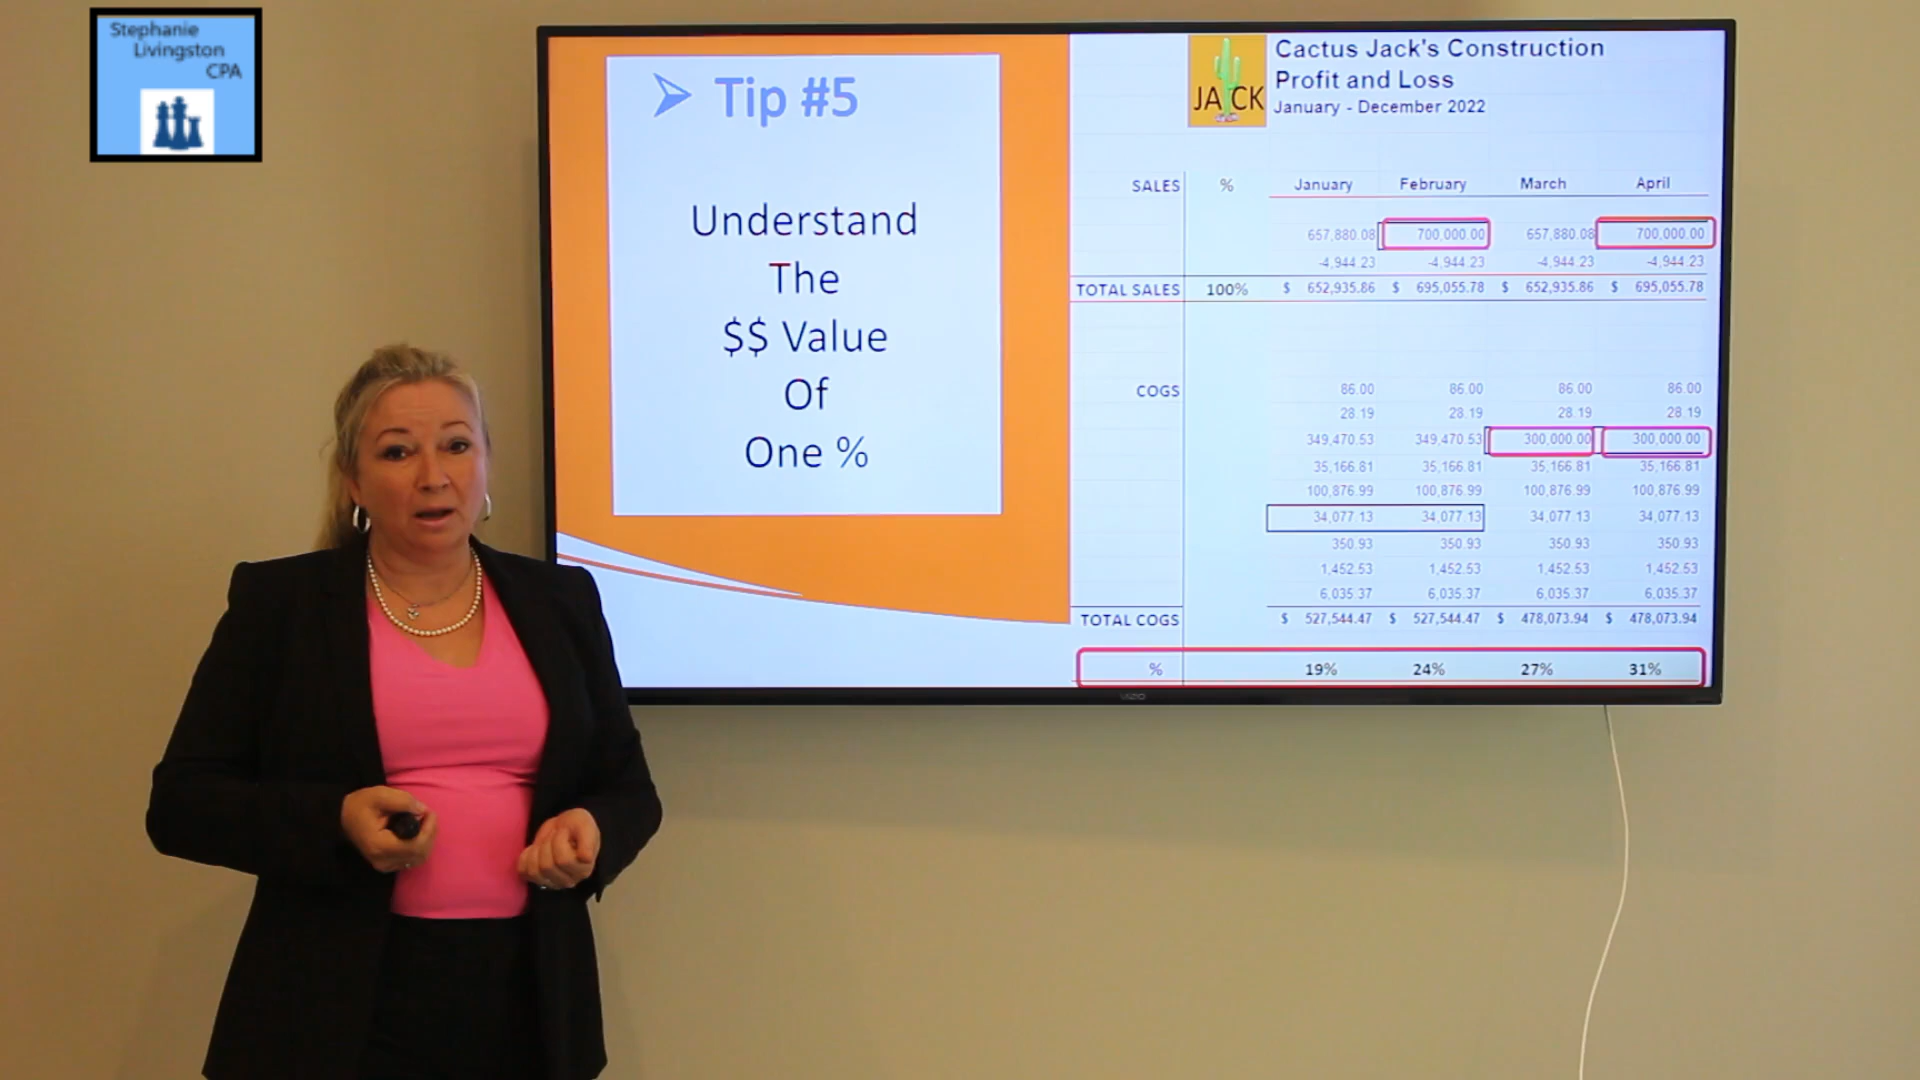 Stephanie
Livingston
CPA
Tip #5
Understand
The
$$ Value
Of
One %
JACK
Cactus Jack's Construction
Profit and Loss
January - December 2022
SALES % January February March April
657,880.08 700,000.00 657,880.08 700,000.00
-4,944.23 -4,944.23 -4,944.23 -4,944.23
TOTAL SALES 100% $ 652,935.86 $ 695,055.78 $ 652,935.86 $ 695,055.78
COGS 86.00 86.00 86.00 86.00
28.19 28.19 28.19 28.19
349,470.53 349,470.53 300,000.00 300,000.00
35,166.81 35,166.81 35,166.81 35,166.81
100,876.99 100,876.99 100,876.99 100,876.99
34,077.13 34,077.13 34,077.13 34,077.13
350.93 350.93 350.93 350.93
1,452.53 1,452.53 1,452.53 1,452.53
6,035.37 6,035.37 6,035.37 6,035.37
TOTAL COGS $ 527,544.47 $ 527,544.47 $ 478,073.94 $ 478,073.94
% 19% 24% 27% 31%
VIZIO